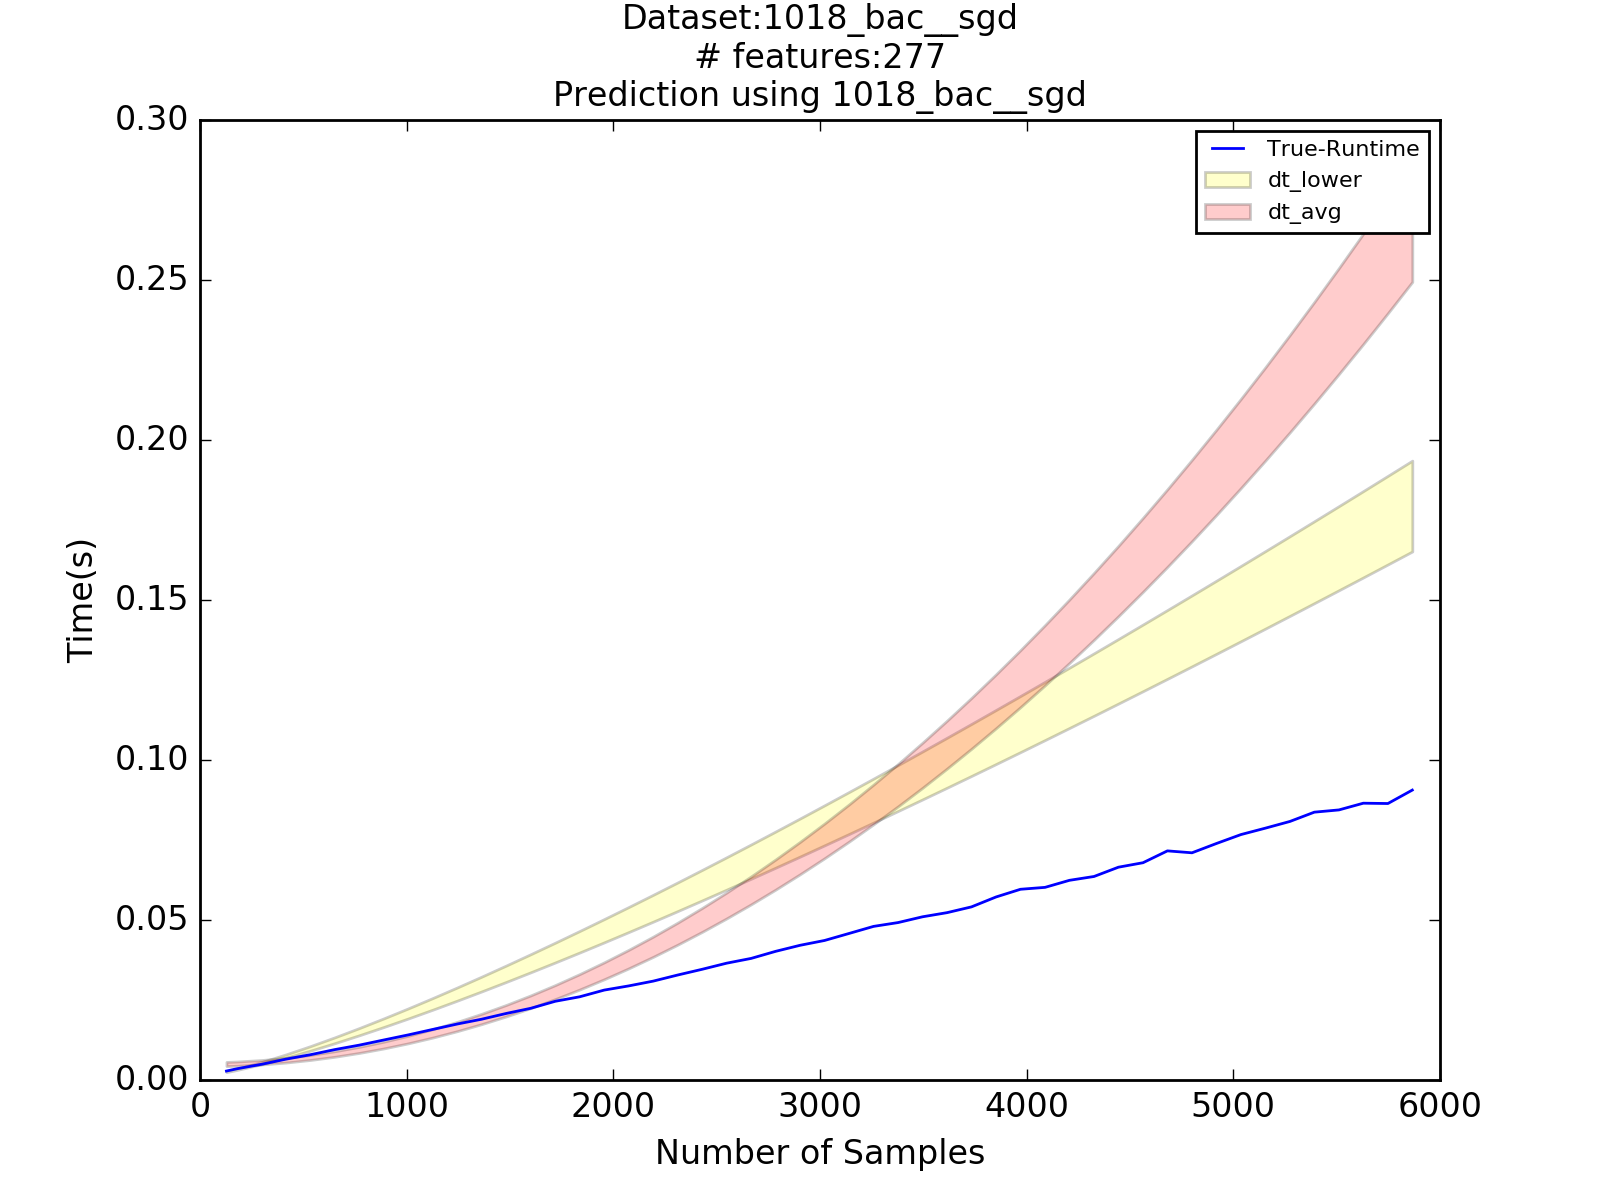 Dataset:1018_bac__sgd
# features:277
Prediction using 1018_bac__sgd
0.30
0.25
0.20
0.15
0.10
0.05
0.00
Time(s)
True-Runtime
dt_lower
dt_avg
0 1000 2000 3000 4000 5000 6000
Number of Samples